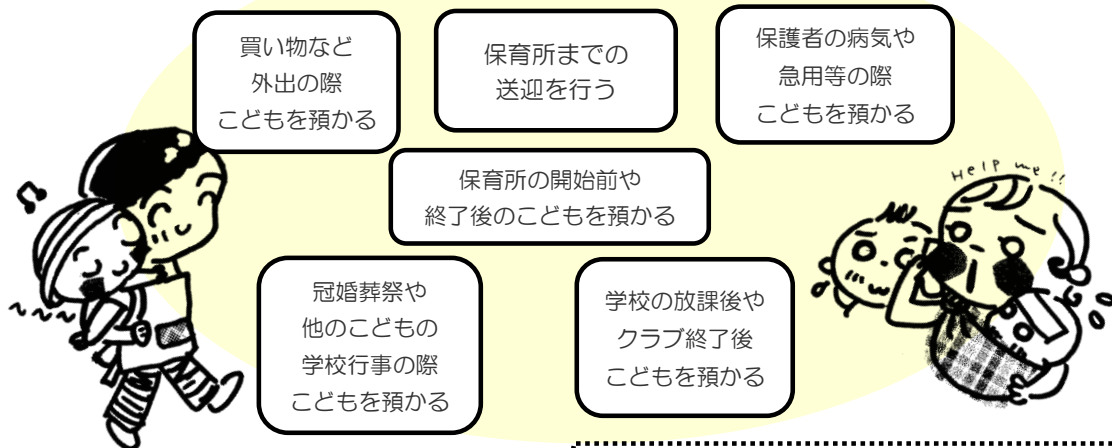 買い物など
外出の際
こどもを預かる
保育所までの
送迎を行う
保護者の病気や
急用等の際
こどもを預かる
保育所の開始前や
終了後のこどもを預かる
Help me!!
冠婚葬祭や
他のこどもの
学校行事の際
こどもを預かる
学校の放課後や
クラブ終了後
こどもを預かる